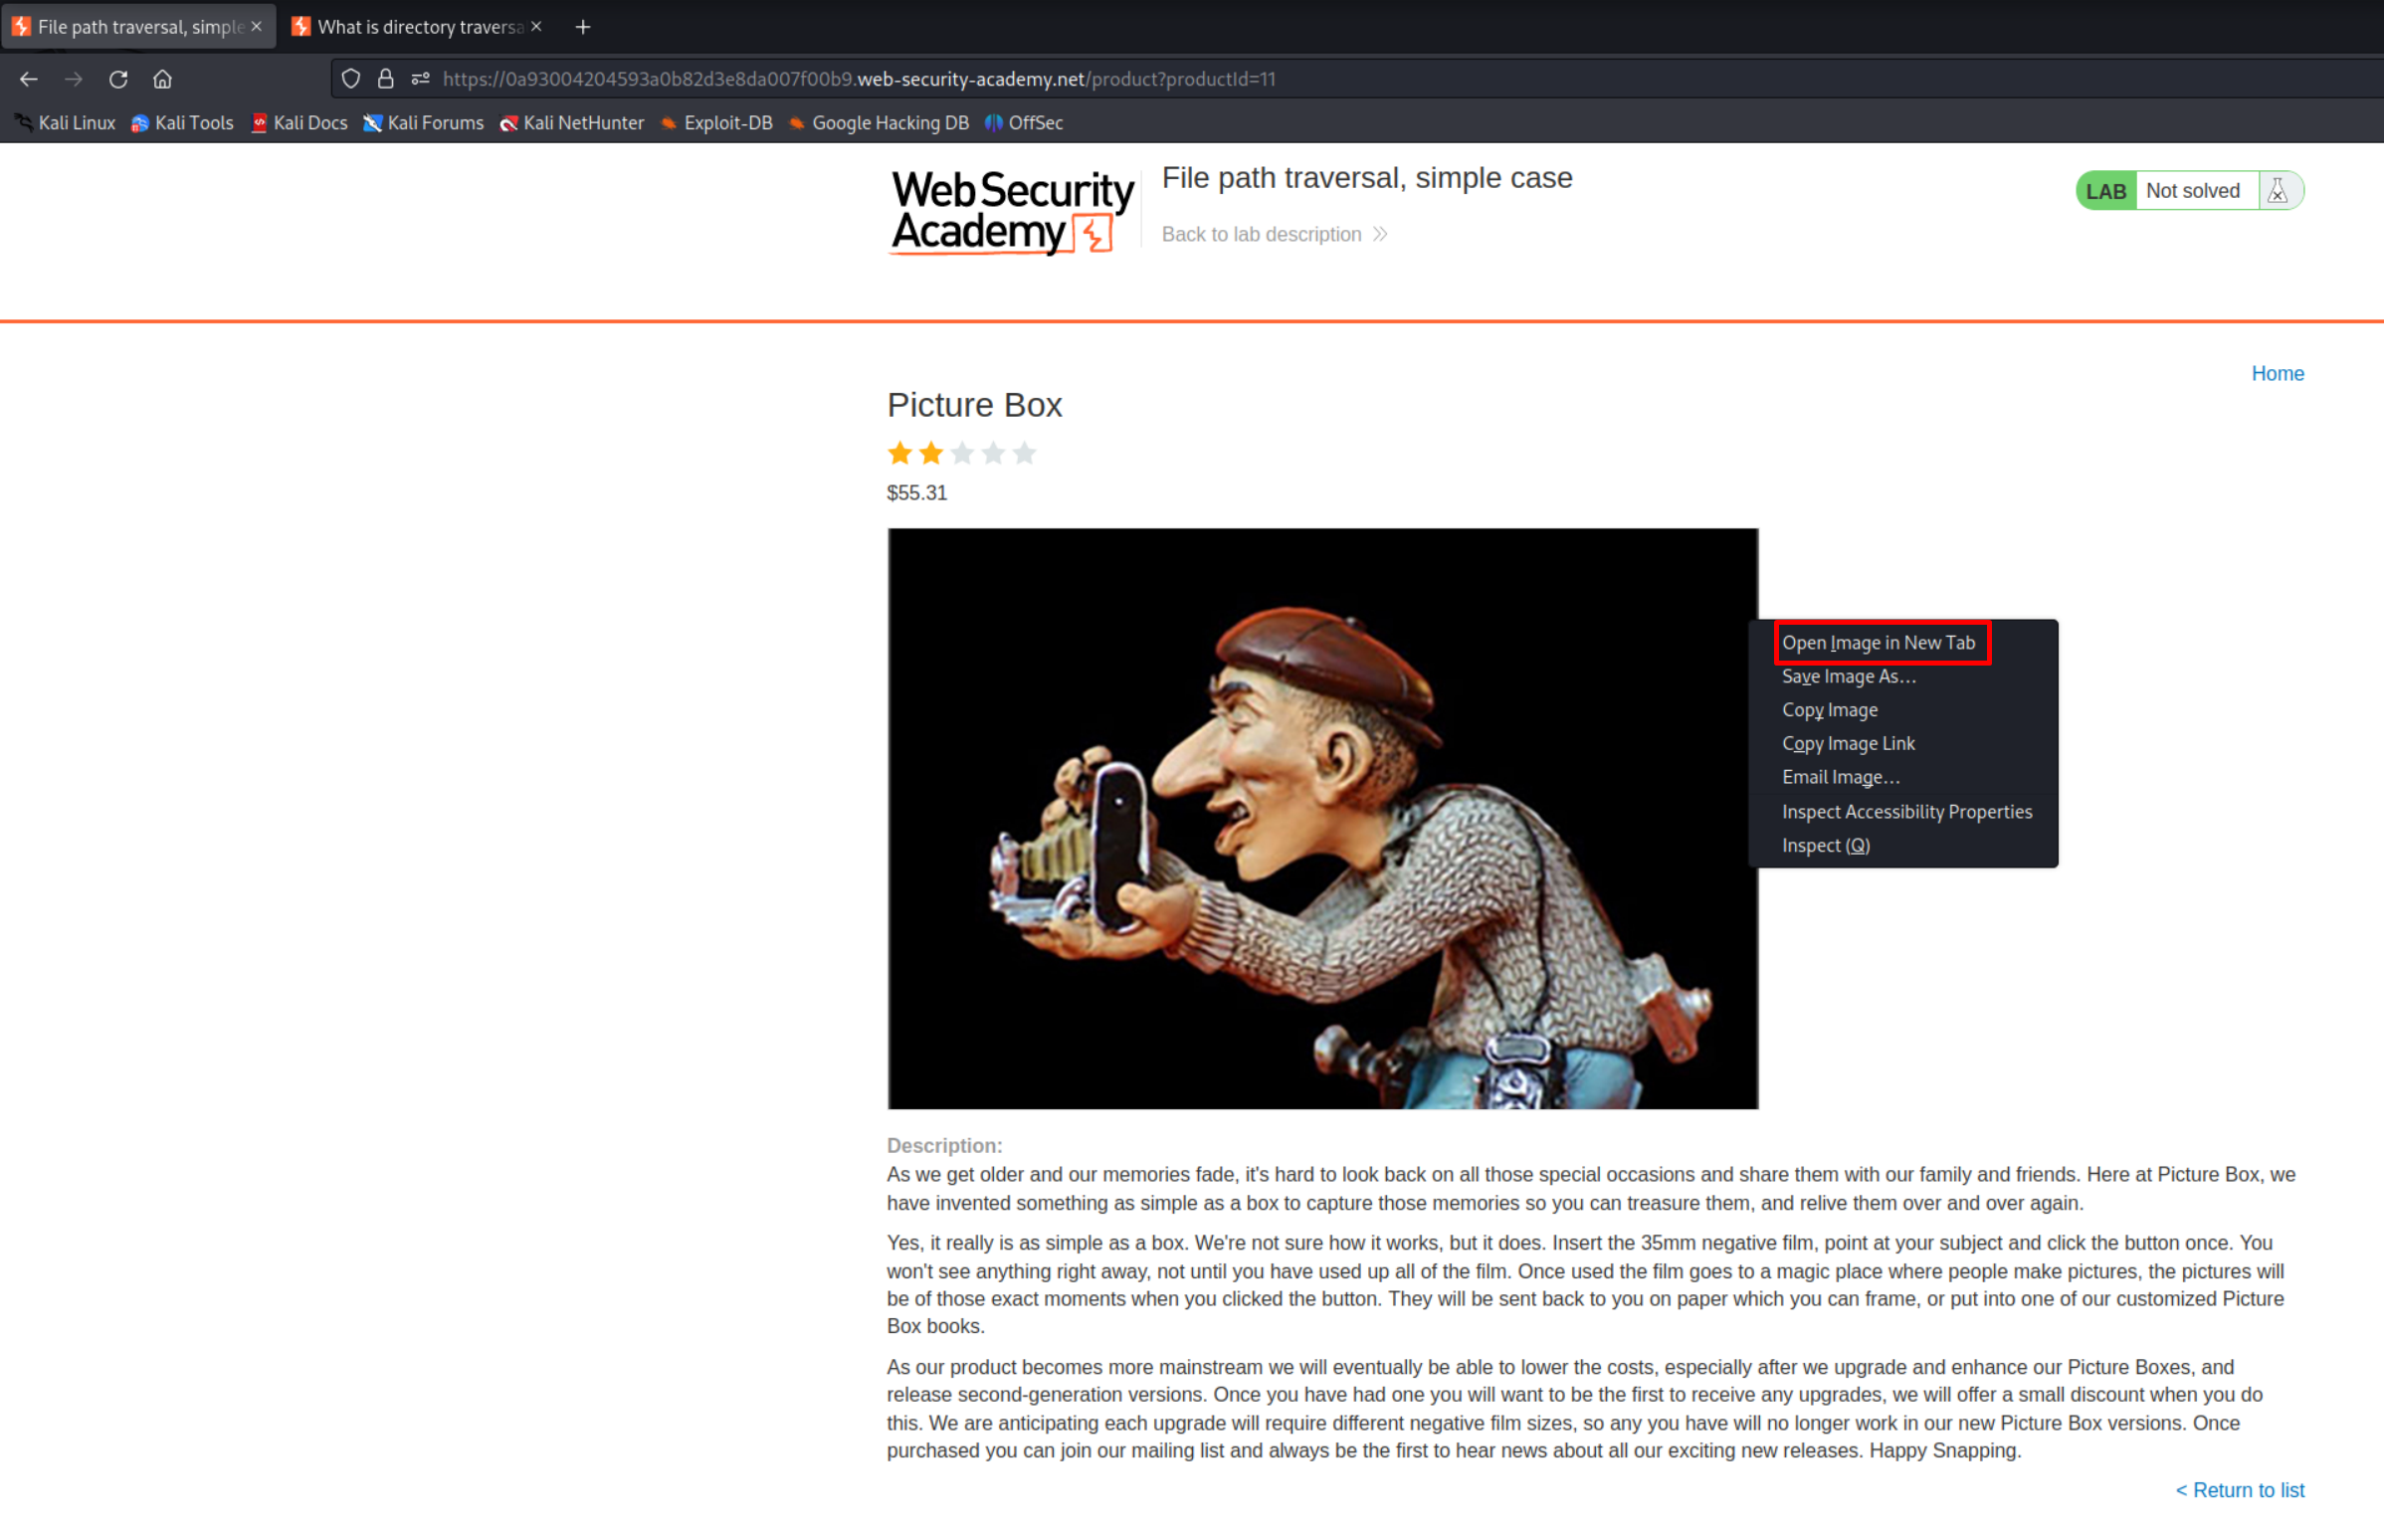 File path traversal, simple
What is directory traversa
https://0a93004204593a0b82d3e8da007f00b9.web-security-academy.net/product?productId=11
Kali Linux Kali Tools Kali Docs Kali Forums Kali NetHunter Exploit-DB Google Hacking DB OffSec
Web Security
Academy
File path traversal, simple case
Back to lab description
LAB Not solved
Home
Picture Box
$55.31
Open Image in New Tab
Save Image As…
Copy Image
Copy Image Link
Email Image…
Inspect Accessibility Properties
Inspect (Q)
Description:
As we get older and our memories fade, it's hard to look back on all those special occasions and share them with our family and friends. Here at Picture Box, we
have invented something as simple as a box to capture those memories so you can treasure them, and relive them over and over again.
Yes, it really is as simple as a box. We're not sure how it works, but it does. Insert the 35mm negative film, point at your subject and click the button once. You
won't see anything right away, not until you have used up all of the film. Once used the film goes to a magic place where people make pictures, the pictures will
be of those exact moments when you clicked the button. They will be sent back to you on paper which you can frame, or put into one of our customized Picture
Box books.
As our product becomes more mainstream we will eventually be able to lower the costs, especially after we upgrade and enhance our Picture Boxes, and
release second-generation versions. Once you have had one you will want to be the first to receive any upgrades, we will offer a small discount when you do
this. We are anticipating each upgrade will require different negative film sizes, so any you have will no longer work in our new Picture Box versions. Once
purchased you can join our mailing list and always be the first to hear news about all our exciting new releases. Happy Snapping.
< Return to list